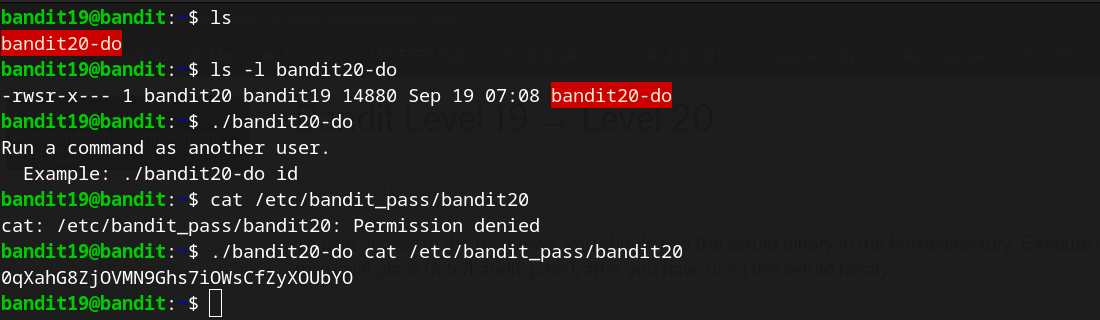 bandit19@bandit:~$ ls
bandit20-do
bandit19@bandit:~$ ls -l bandit20-do
-rwsr-x--- 1 bandit20 bandit19 14880 Sep 19 07:08 bandit20-do
bandit19@bandit:~$ ./bandit20-do
Run a command as another user.
  Example: ./bandit20-do id
bandit19@bandit:~$ cat /etc/bandit_pass/bandit20
cat: /etc/bandit_pass/bandit20: Permission denied
bandit19@bandit:~$ ./bandit20-do cat /etc/bandit_pass/bandit20
0qXahG8ZjOVMN9Ghs7iOWsCfZyXOUbYO
bandit19@bandit:~$